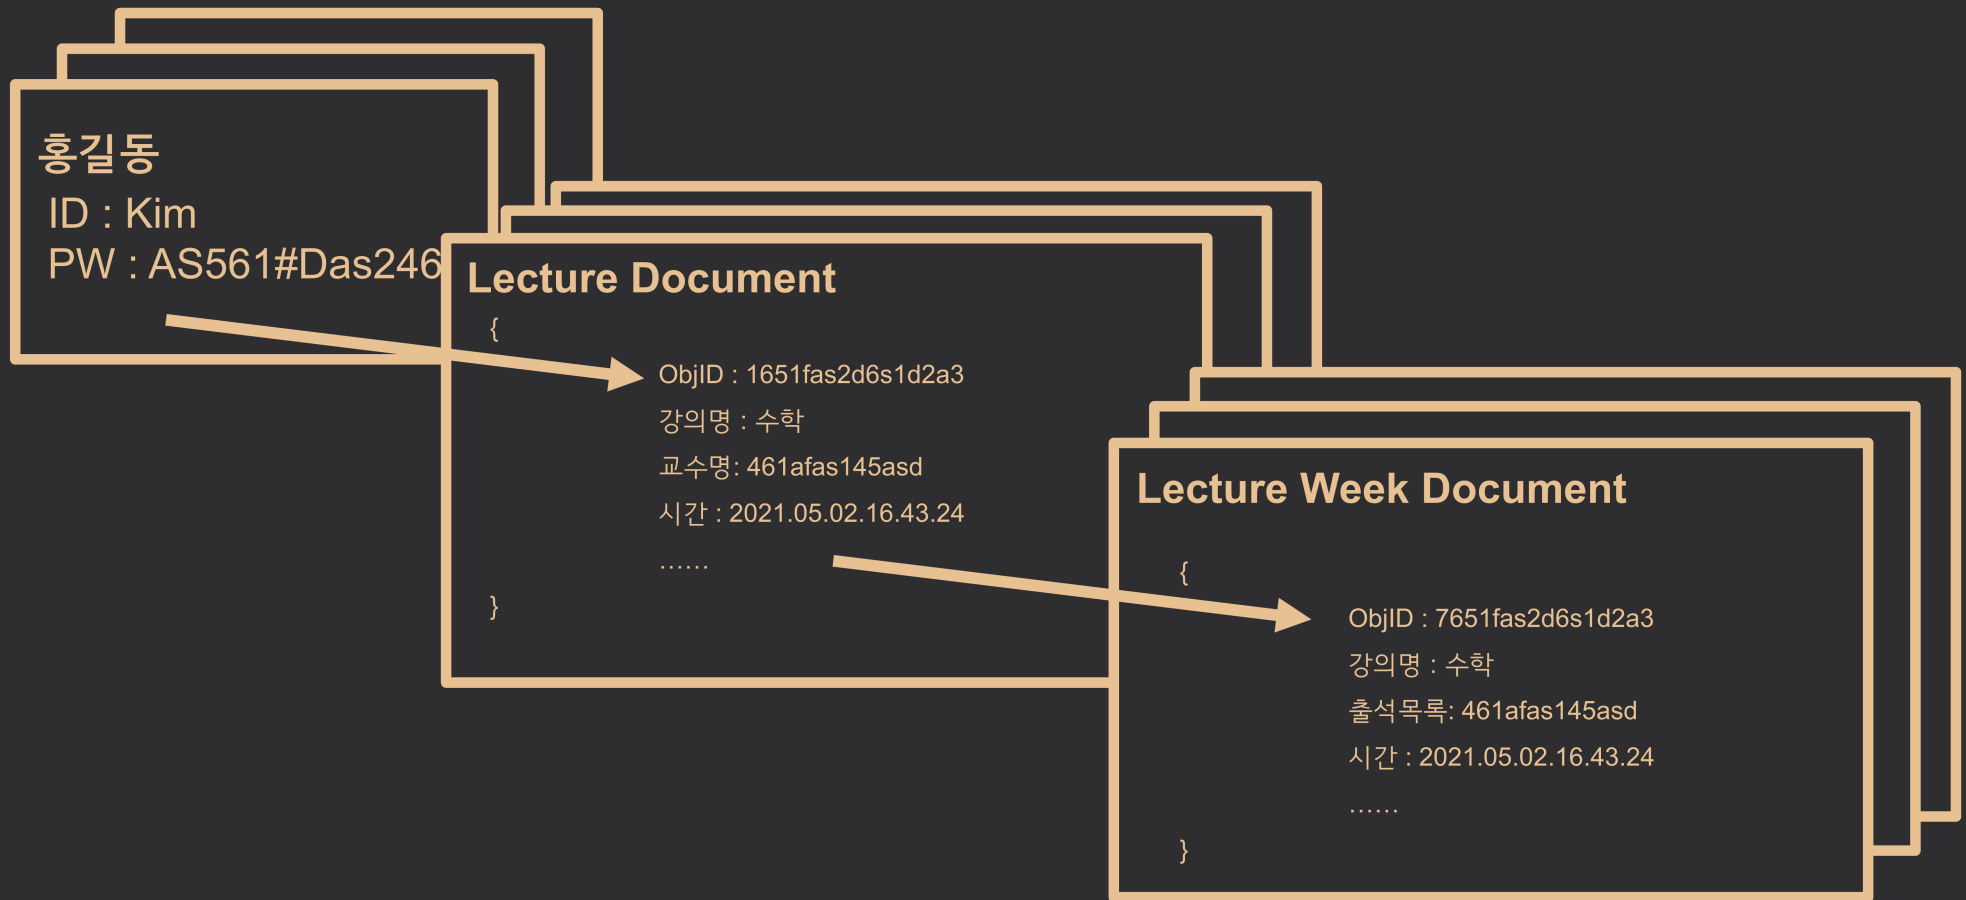 홍길동
ID : Kim
PW : AS561#Das246
Lecture Document
{
ObjID : 1651fas2d6s1d2a3
강의명 : 수학
교수명: 461afas145asd
시간 : 2021.05.02.16.43.24
......
}
Lecture Week Document
{
ObjID : 7651fas2d6s1d2a3
강의명 : 수학
출석목록: 461afas145asd
시간 : 2021.05.02.16.43.24
......
}